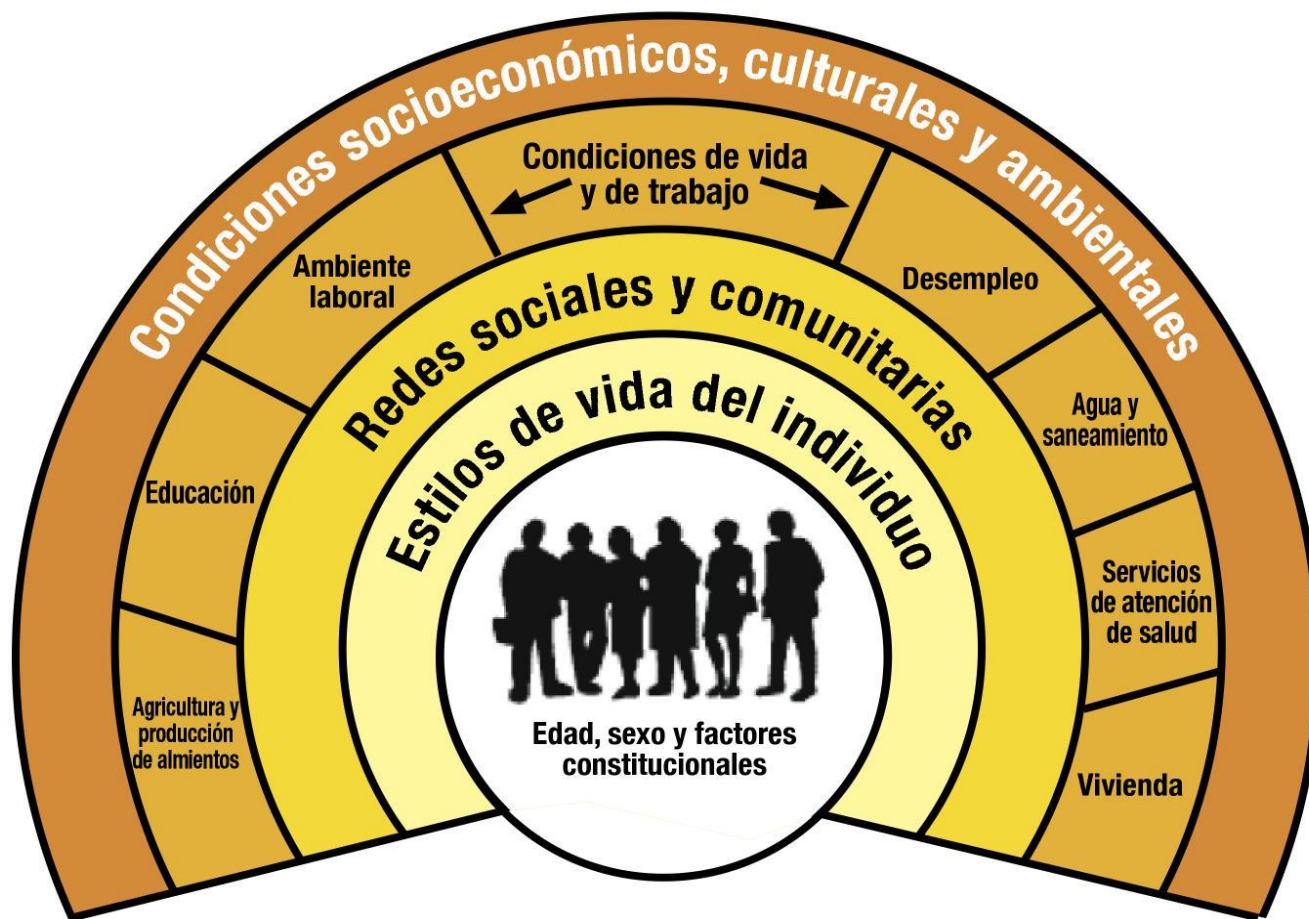 Condiciones socioeconómicos, culturales y ambientales
Condiciones de vida
y de trabajo
Ambiente
laboral
Desempleo
Educación
Agua y
saneamiento
Servicios
de atención
de salud
Agricultura y
producción
de almientos
Vivienda
Redes sociales y comunitarias
Estilos de vida del individuo
Edad, sexo y factores
constitucionales